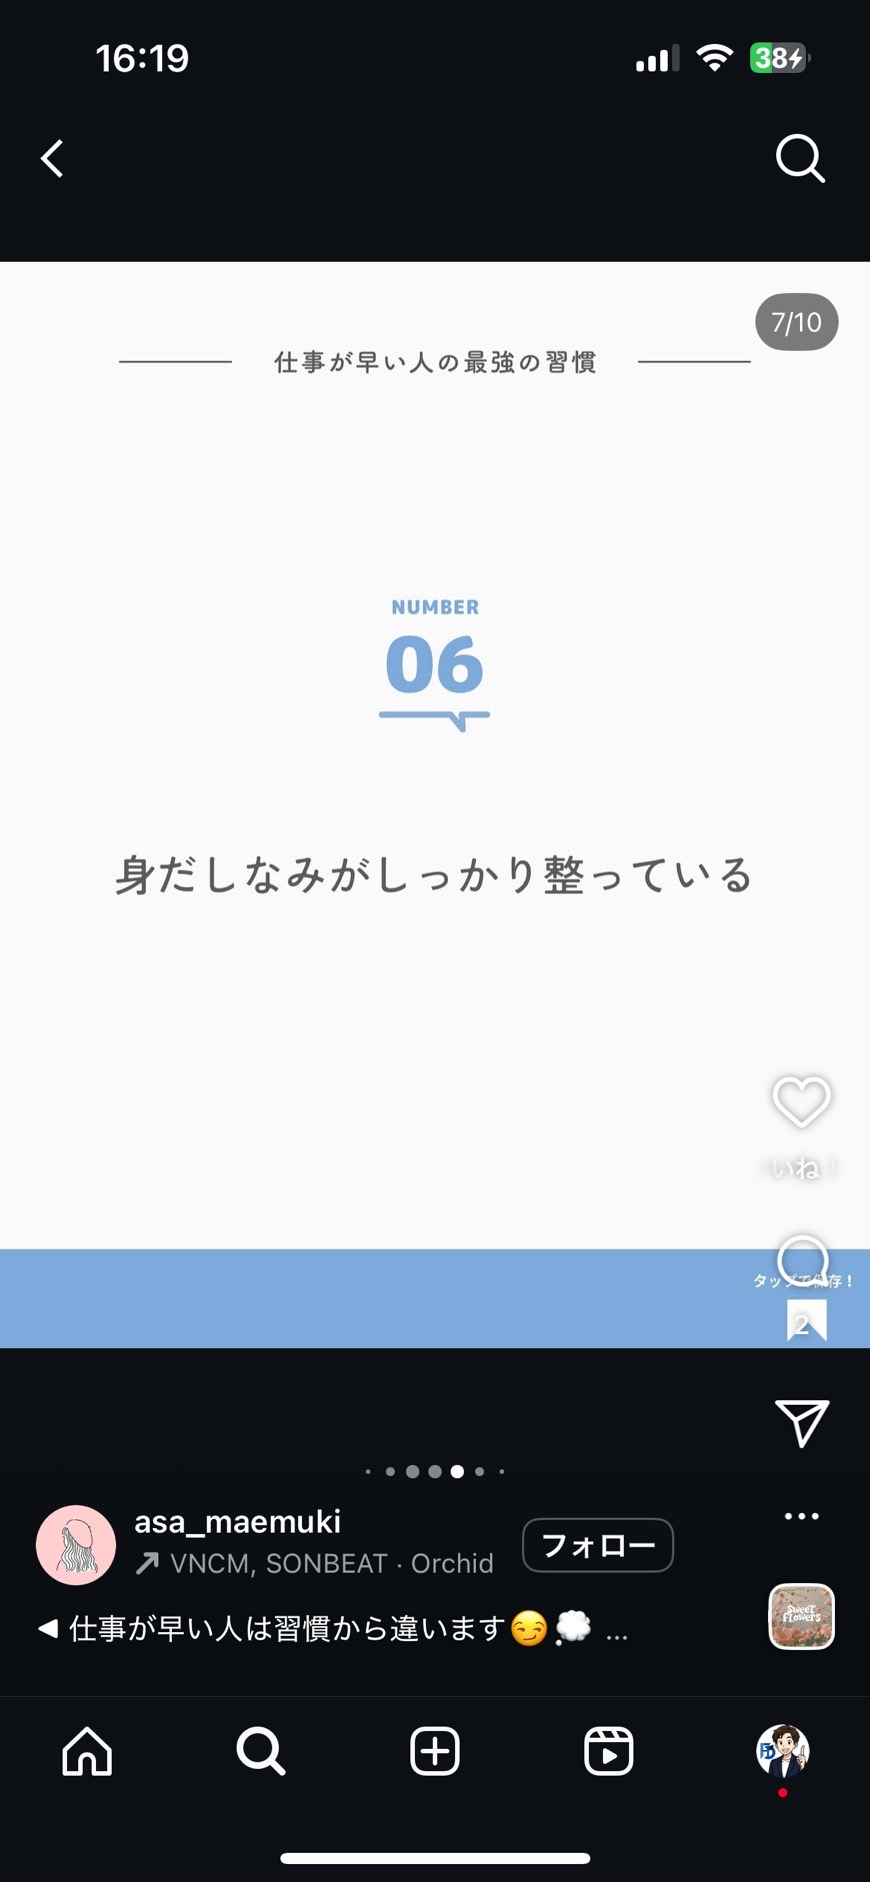 16:19
38
7/10
仕事が早い人の最強の習慣
NUMBER
06
身だしなみがしっかり整っている
いいね！
タップで保存！
2
asa_maemuki
VNCM, SONBEAT · Orchid
フォロー
◀ 仕事が早い人は習慣から違います😏💭 ...
SWEET
FLOWERS